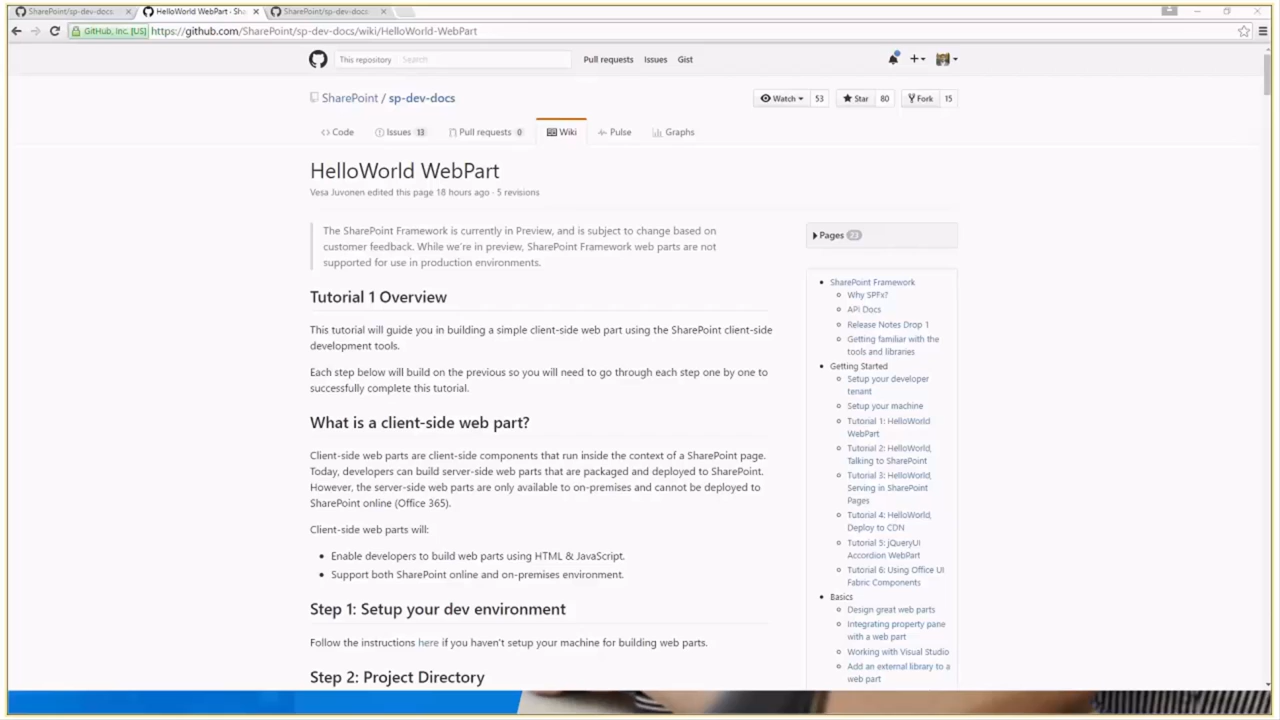 SharePoint/sp-dev-docs
HelloWorld WebPart · Sha
SharePoint/sp-dev-docs
GitHub, Inc. [US] https://github.com/SharePoint/sp-dev-docs/wiki/HelloWorld-WebPart
This repository Search
Pull requests Issues Gist
SharePoint / sp-dev-docs
Watch 53 Star 80 Fork 15
Code Issues 13 Pull requests 0 Wiki Pulse Graphs
HelloWorld WebPart
Vesa Juvonen edited this page 18 hours ago · 5 revisions
The SharePoint Framework is currently in Preview, and is subject to change based on
customer feedback. While we're in preview, SharePoint Framework web parts are not
supported for use in production environments.
Tutorial 1 Overview
This tutorial will guide you in building a simple client-side web part using the SharePoint client-side
development tools.
Each step below will build on the previous so you will need to go through each step one by one to
successfully complete this tutorial.
What is a client-side web part?
Client-side web parts are client-side components that run inside the context of a SharePoint page.
Today, developers can build server-side web parts that are packaged and deployed to SharePoint.
However, the server-side web parts are only available to on-premises and cannot be deployed to
SharePoint online (Office 365).
Client-side web parts will:
• Enable developers to build web parts using HTML & JavaScript.
• Support both SharePoint online and on-premises environment.
Step 1: Setup your dev environment
Follow the instructions here if you haven't setup your machine for building web parts.
Step 2: Project Directory
Pages 23
SharePoint Framework
Why SPFx?
API Docs
Release Notes Drop 1
Getting familiar with the
tools and libraries
Getting Started
Setup your developer
tenant
Setup your machine
Tutorial 1: HelloWorld
WebPart
Tutorial 2: HelloWorld,
Talking to SharePoint
Tutorial 3: HelloWorld,
Serving in SharePoint
Pages
Tutorial 4: HelloWorld,
Deploy to CDN
Tutorial 5: jQueryUI
Accordion WebPart
Tutorial 6: Using Office UI
Fabric Components
Basics
Design great web parts
Integrating property pane
with a web part
Working with Visual Studio
Add an external library to a
web part